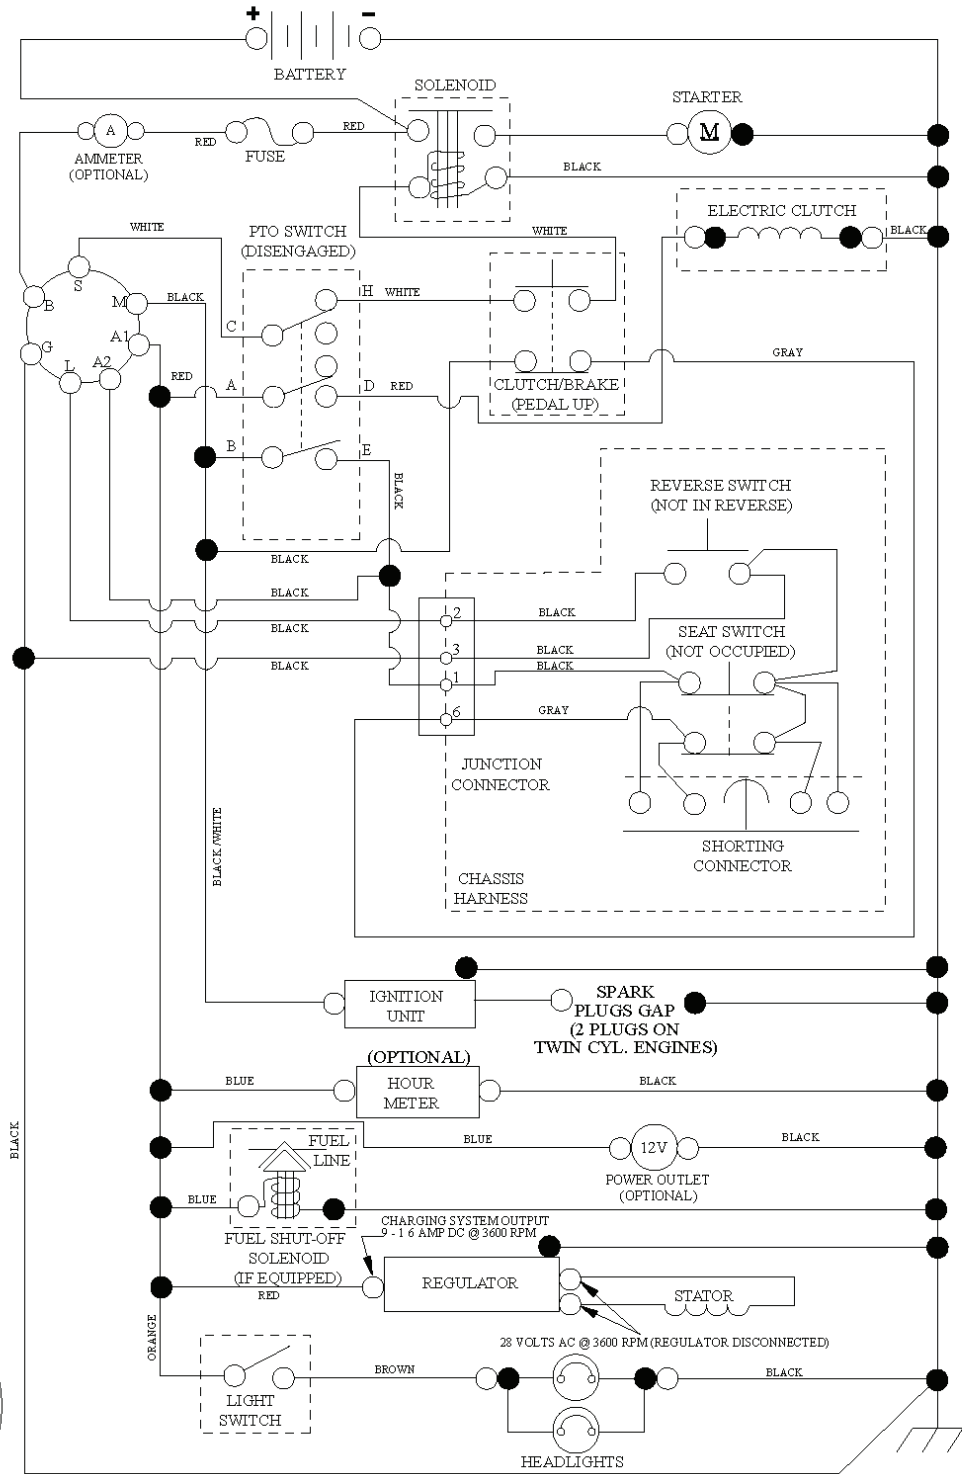 + -
BATTERY
SOLENOID
STARTER
M
A
RED
FUSE
RED
AMMETER
(OPTIONAL)
BLACK
WHITE
PTO SWITCH
(DISENGAGED)
WHITE
ELECTRIC CLUTCH
BLACK
S
B
M
BLACK
H
WHITE
C
A1
G
L
A2
RED
A
D
RED
CLUTCH/BRAKE
(PEDAL UP)
GRAY
B
E
BLACK
BLACK
REVERSE SWITCH
(NOT IN REVERSE)
BLACK
BLACK
2
BLACK
SEAT SWITCH
(NOT OCCUPIED)
BLACK
3
BLACK
BLACK
1
6
GRAY
JUNCTION
CONNECTOR
SHORTING
CONNECTOR
BLACK/WHITE
CHASSIS
HARNESS
IGNITION
UNIT
SPARK
PLUGS GAP
(2 PLUGS ON
TWIN CYL. ENGINES)
(OPTIONAL)
BLUE
HOUR
METER
BLACK
BLACK
BLUE
12V
BLACK
POWER OUTLET
(OPTIONAL)
FUEL
LINE
BLUE
FUEL SHUT-OFF
SOLENOID
(IF EQUIPPED)
CHARGING SYSTEM OUTPUT
9 - 1 6 AMP DC @ 3600 RPM
RED
REGULATOR
STATOR
28 VOLTS AC @ 3600 RPM (REGULATOR DISCONNECTED)
ORANGE
LIGHT
SWITCH
BROWN
BLACK
HEADLIGHTS